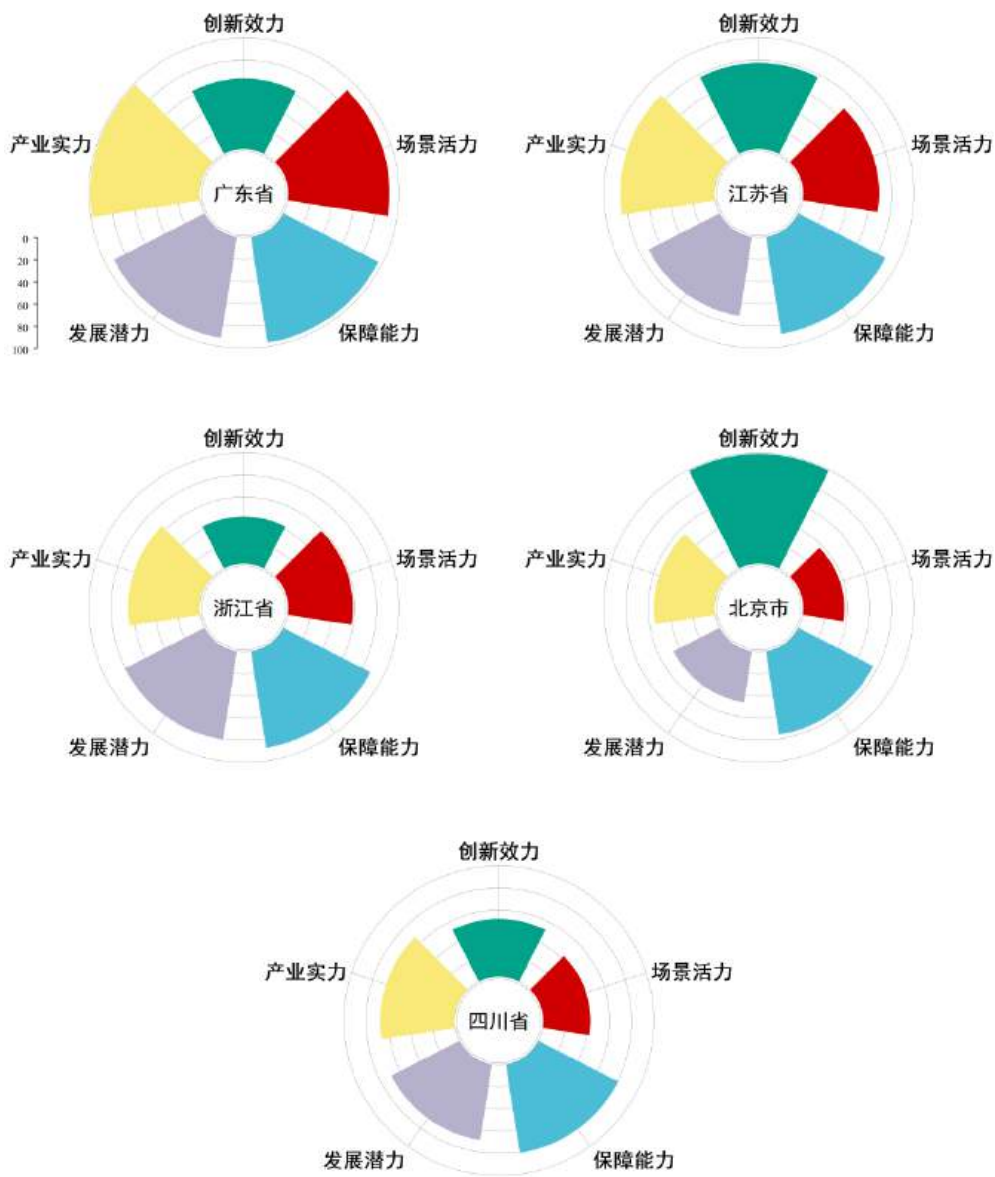 创新效力
产业实力
场景活力
广东省
发展潜力
保障能力
0
20
40
60
80
100
创新效力
产业实力
场景活力
江苏省
发展潜力
保障能力
创新效力
产业实力
场景活力
浙江省
发展潜力
保障能力
创新效力
产业实力
场景活力
北京市
发展潜力
保障能力
创新效力
产业实力
场景活力
四川省
发展潜力
保障能力